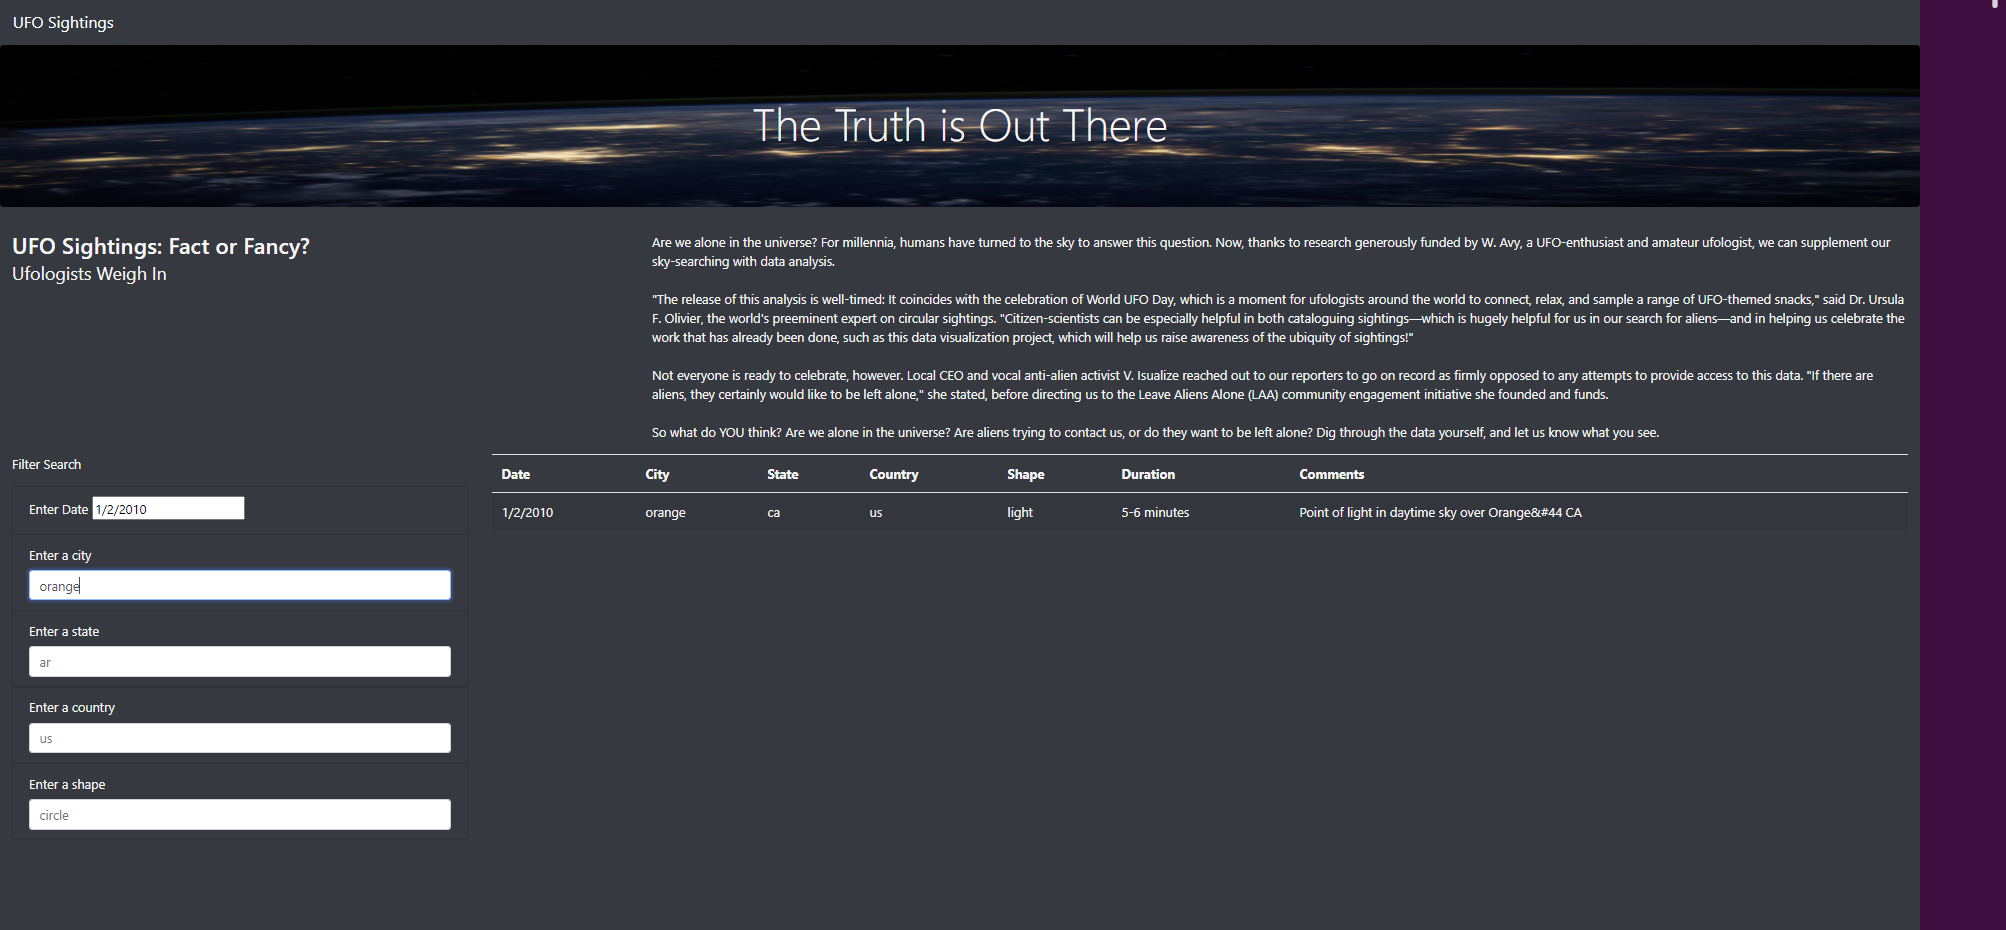 UFO Sightings
The Truth is Out There
UFO Sightings: Fact or Fancy?
Ufologists Weigh In
Are we alone in the universe? For millennia, humans have turned to the sky to answer this question. Now, thanks to research generously funded by W. Avy, a UFO-enthusiast and amateur ufologist, we can supplement our
sky-searching with data analysis.
"The release of this analysis is well-timed: It coincides with the celebration of World UFO Day, which is a moment for ufologists around the world to connect, relax, and sample a range of UFO-themed snacks," said Dr. Ursula
F. Olivier, the world's preeminent expert on circular sightings. "Citizen-scientists can be especially helpful in both cataloguing sightings—which is hugely helpful for us in our search for aliens—and in helping us celebrate the
work that has already been done, such as this data visualization project, which will help us raise awareness of the ubiquity of sightings!"
Not everyone is ready to celebrate, however. Local CEO and vocal anti-alien activist V. Isualize reached out to our reporters to go on record as firmly opposed to any attempts to provide access to this data. "If there are
aliens, they certainly would like to be left alone," she stated, before directing us to the Leave Aliens Alone (LAA) community engagement initiative she founded and funds.
So what do YOU think? Are we alone in the universe? Are aliens trying to contact us, or do they want to be left alone? Dig through the data yourself, and let us know what you see.
Filter Search
Enter Date 1/2/2010
Enter a city
orange
Enter a state
ar
Enter a country
us
Enter a shape
circle
Date City State Country Shape Duration Comments
1/2/2010 orange ca us light 5-6 minutes Point of light in daytime sky over Orange&#44 CA